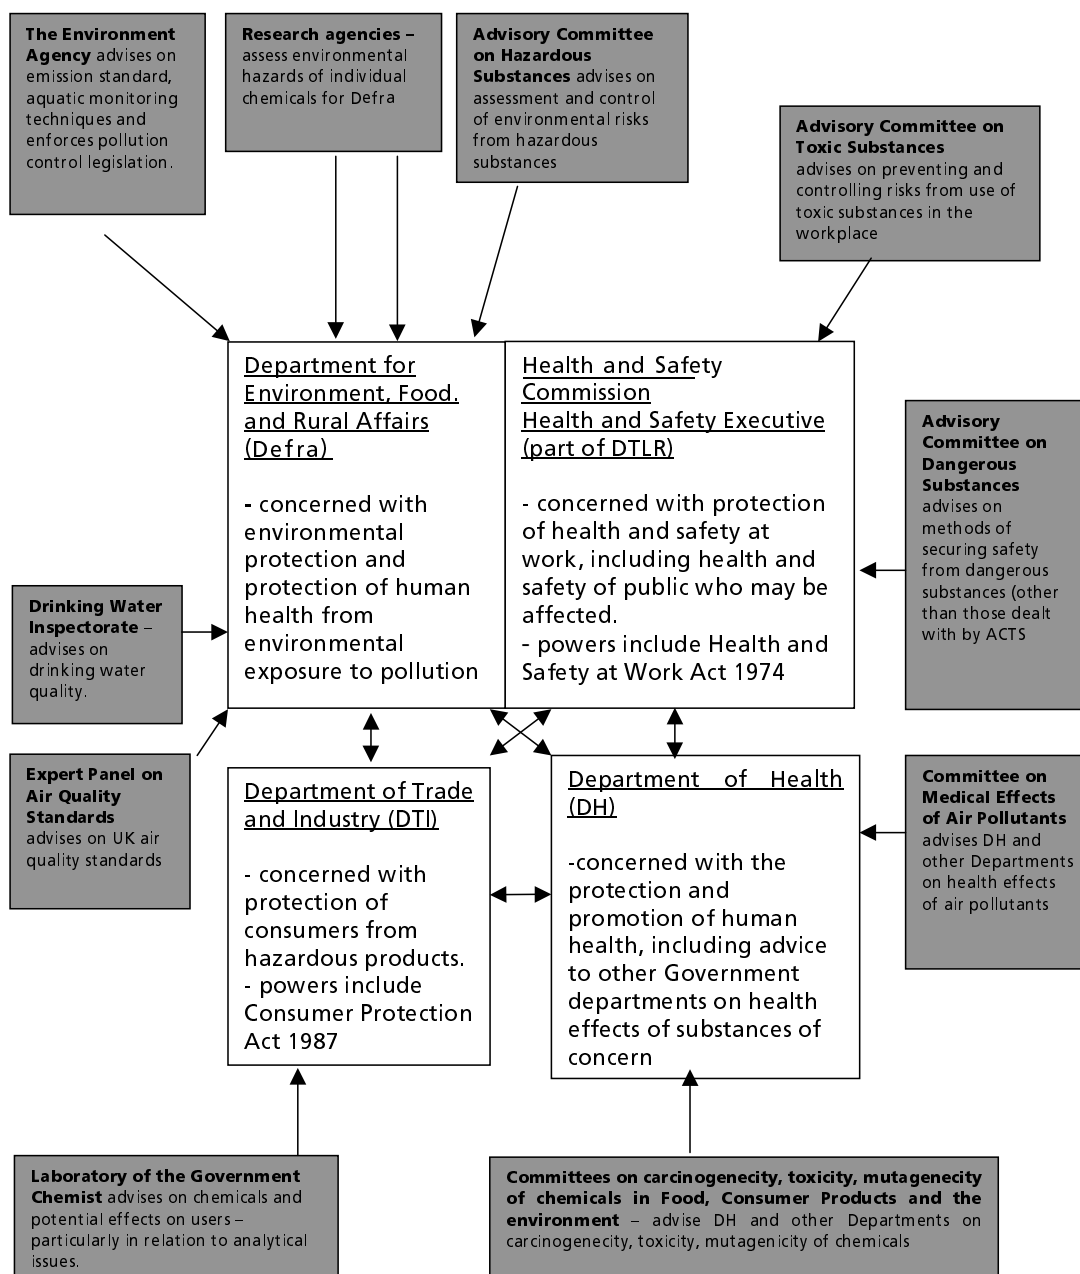 The Environment
Agency advises on
emission standard,
aquatic monitoring
techniques and
enforces pollution
control legislation.
Research agencies –
assess environmental
hazards of individual
chemicals for Defra
Advisory Committee
on Hazardous
Substances advises on
assessment and control
of environmental risks
from hazardous
substances
Advisory Committee on
Toxic Substances
advises on preventing and
controlling risks from use of
toxic substances in the
workplace
Department for
Environment, Food.
and Rural Affairs
(Defra)
- concerned with
environmental
protection and
protection of human
health from
environmental
exposure to pollution
Health and Safety
Commission
Health and Safety Executive
(part of DTLR)
- concerned with protection
of health and safety at
work, including health and
safety of public who may be
affected.
- powers include Health and
Safety at Work Act 1974
Advisory
Committee on
Dangerous
Substances
advises on
methods of
securing safety
from dangerous
substances (other
than those dealt
with by ACTS
Drinking Water
Inspectorate –
advises on
drinking water
quality.
Expert Panel on
Air Quality
Standards
advises on UK air
quality standards
Department of Trade
and Industry (DTI)
- concerned with
protection of
consumers from
hazardous products.
- powers include
Consumer Protection
Act 1987
Department of Health
(DH)
-concerned with the
protection and
promotion of human
health, including advice
to other Government
departments on health
effects of substances of
concern
Committee on
Medical Effects
of Air Pollutants
advises DH and
other Departments
on health effects
of air pollutants
Laboratory of the Government
Chemist advises on chemicals and
potential effects on users –
particularly in relation to analytical
issues.
Committees on carcinogenecity, toxicity, mutagenecity
of chemicals in Food, Consumer Products and the
environment – advise DH and other Departments on
carcinogenecity, toxicity, mutagenicity of chemicals